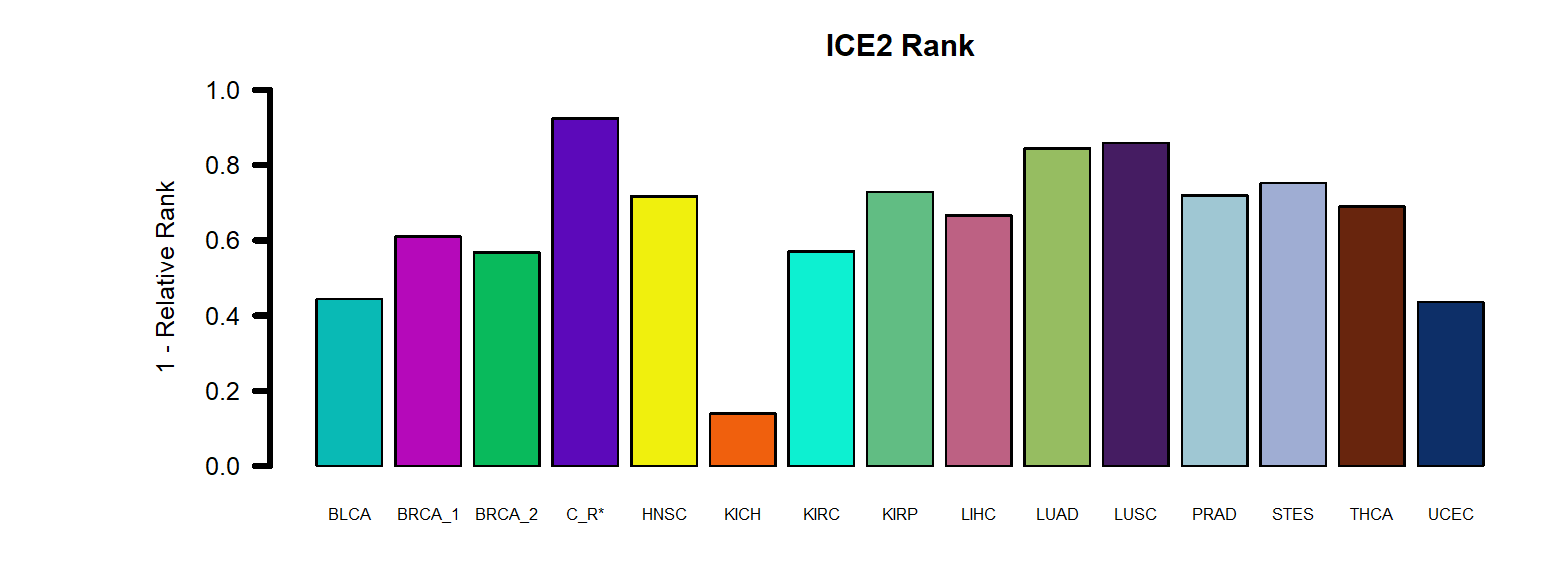 ICE2 Rank
1 - Relative Rank
1.0
0.8
0.6
0.4
0.2
0.0
BLCA BRCA_1 BRCA_2 C_R* HNSC KICH KIRC KIRP LIHC LUAD LUSC PRAD STES THCA UCEC